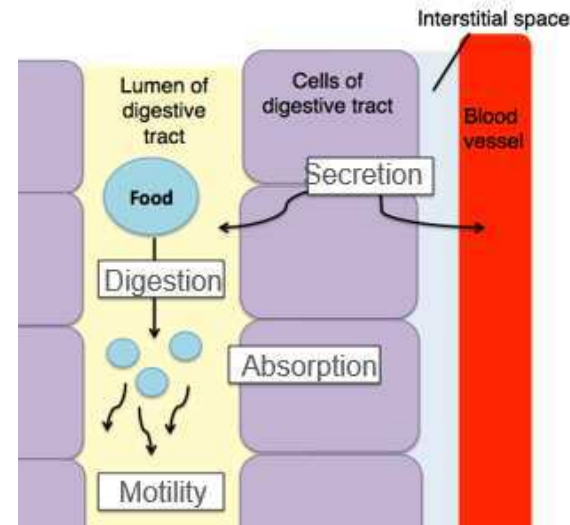 Interstitial space
Lumen of
digestive
tract
Cells of
digestive tract
Blood
vessel
Secretion
Food
Digestion
Absorption
Motility